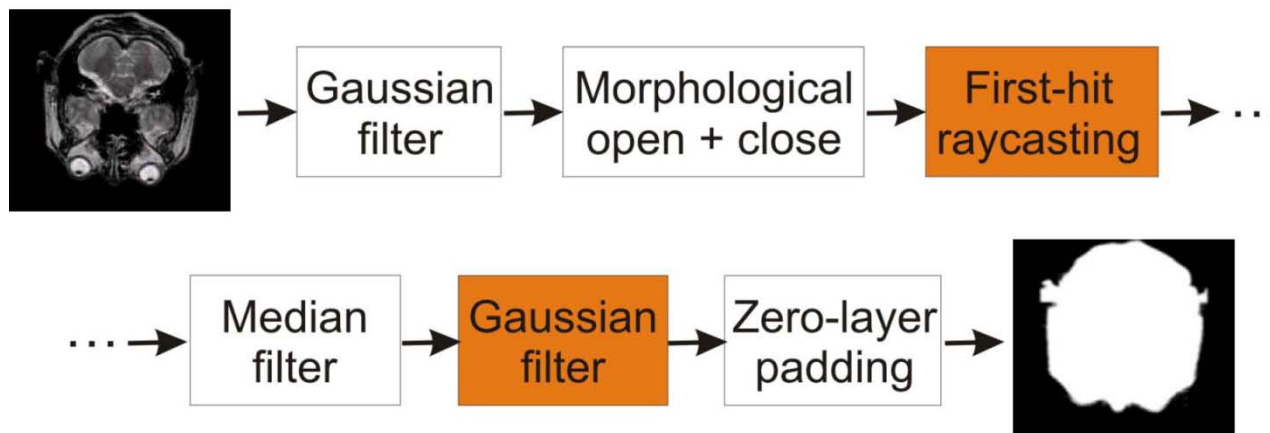 Gaussian
filter
Morphological
open + close
First-hit
raycasting
...
...
Median
filter
Gaussian
filter
Zero-layer
padding